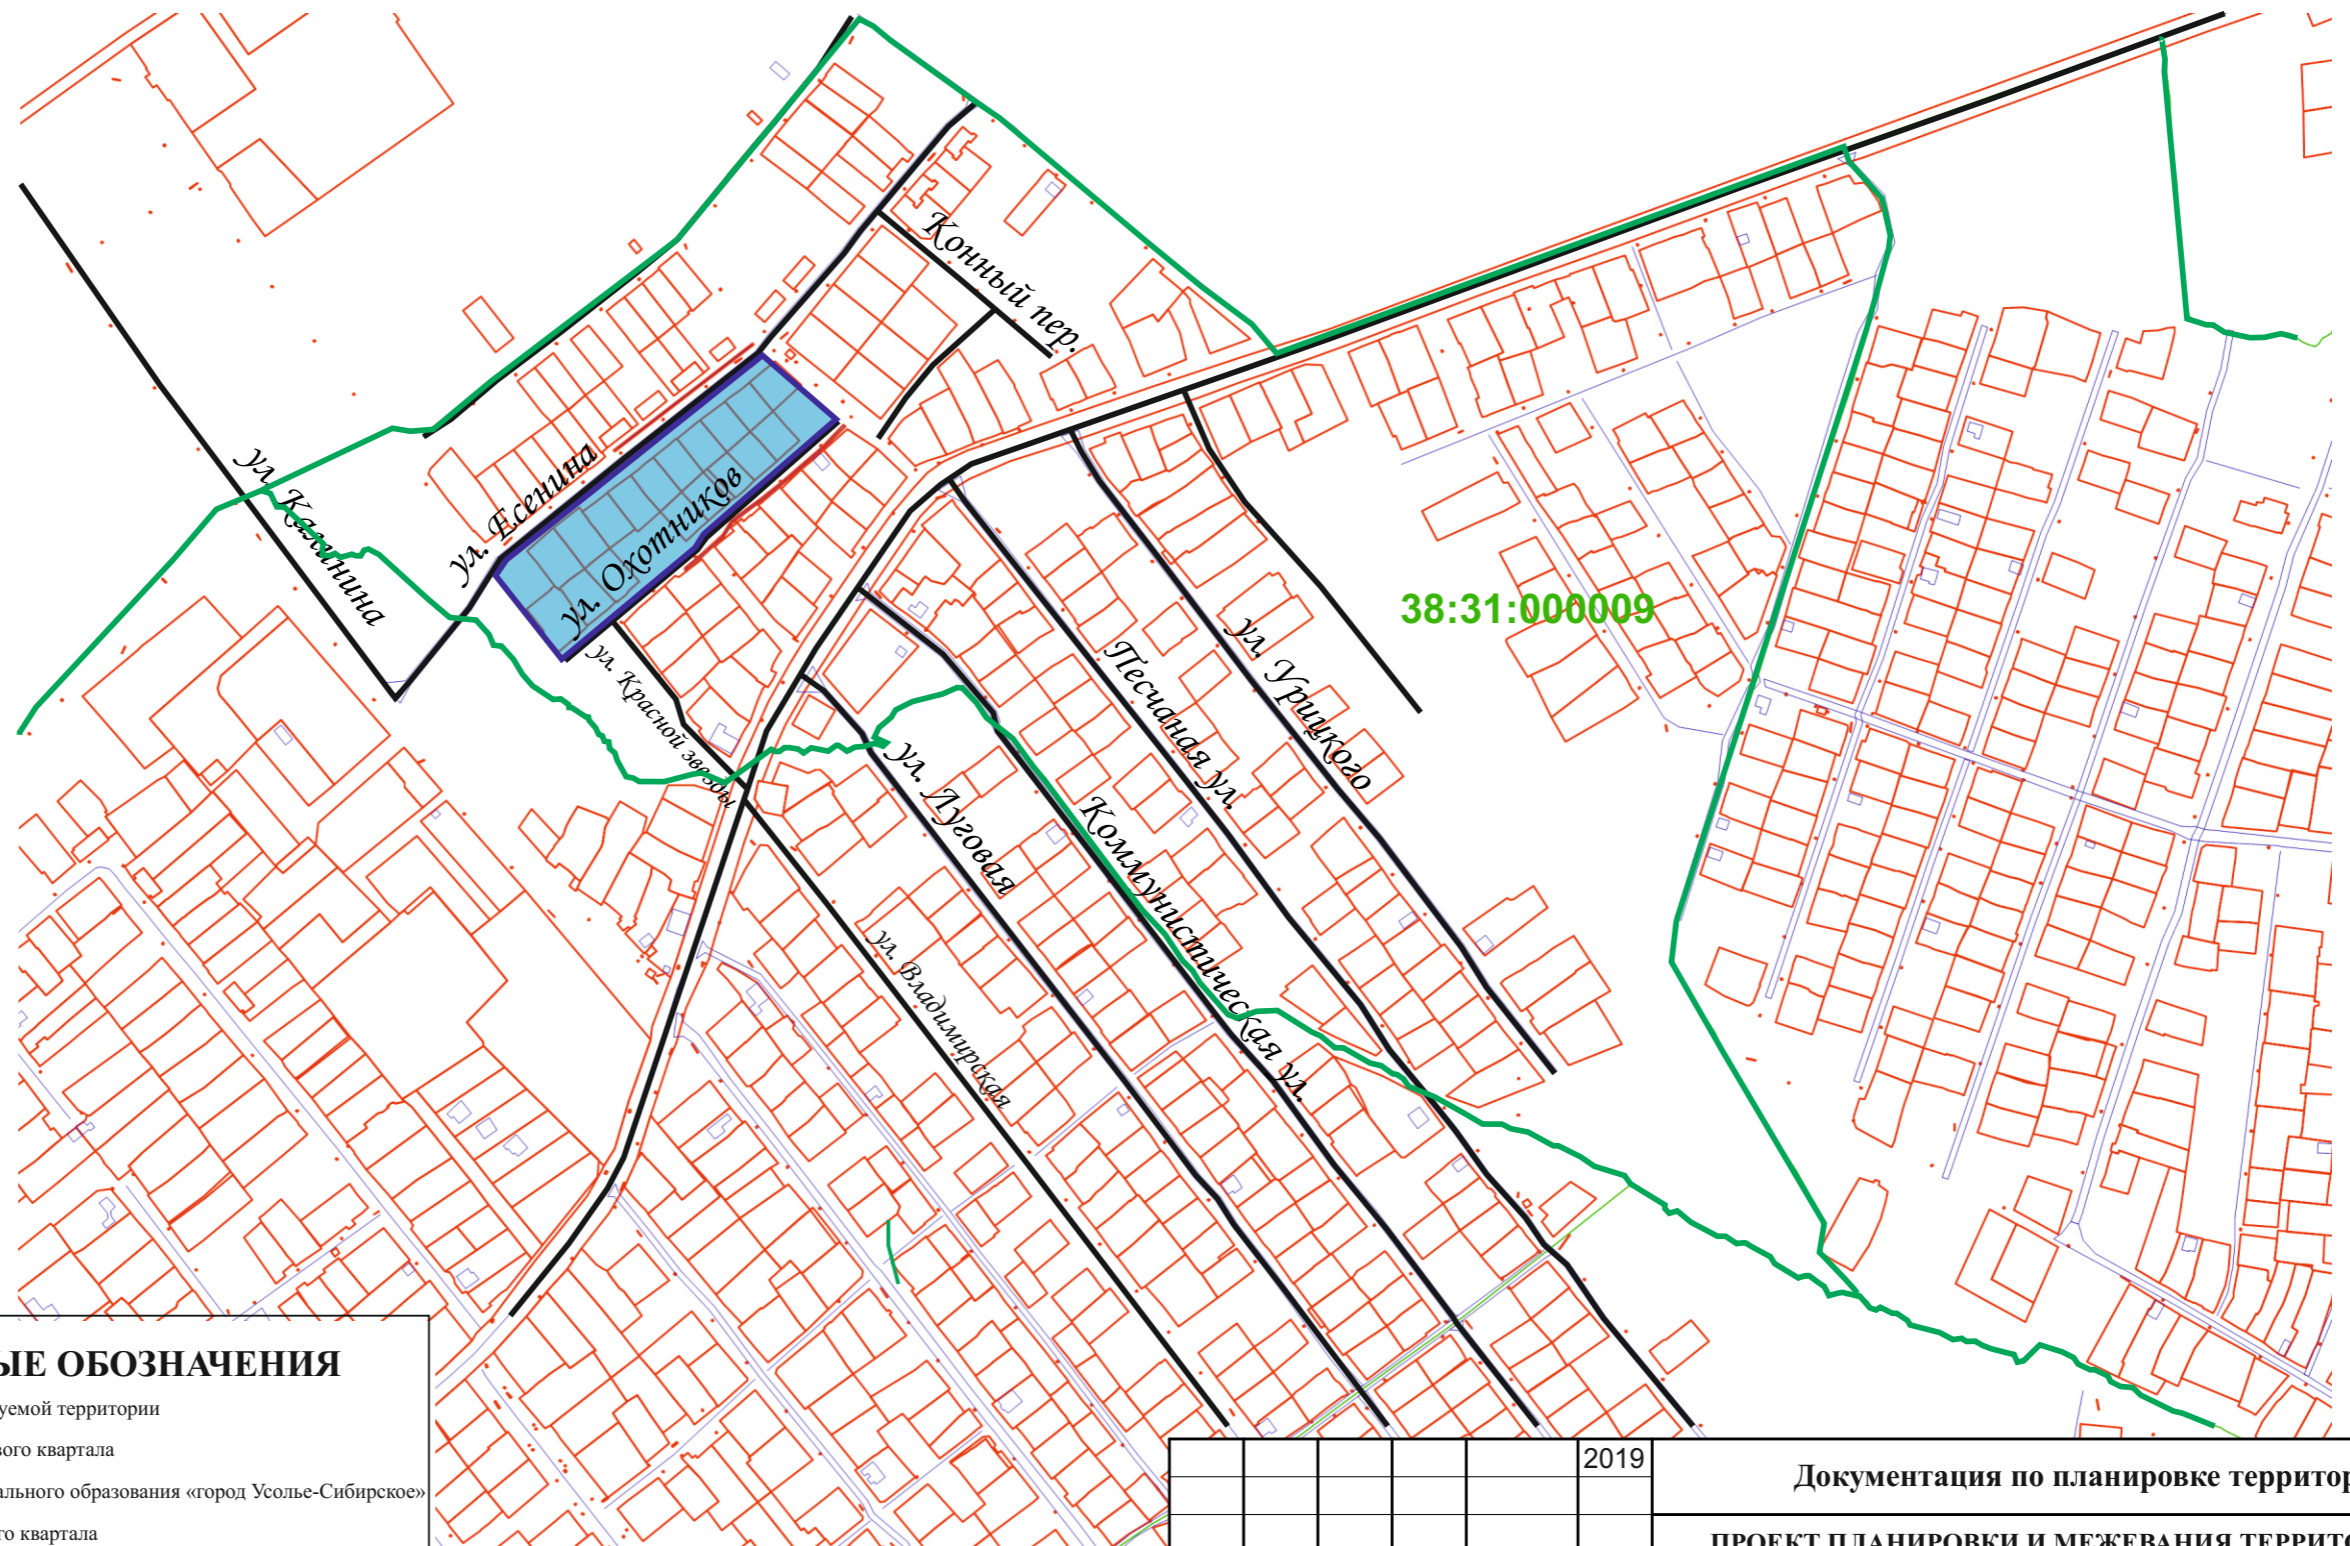 Конный пер.
ул. Есенина
ул. Калинина
ул. Охотников
38:31:000009
ул. Красной звезды
Песчаная ул.
ул. Урицкого
ул. Луговая
Коммунистическая ул.
ул. Владимирская
ЫЕ ОБОЗНАЧЕНИЯ
уемой территории
вого квартала
ального образования «город Усолье-Сибирское»
го квартала
2019
Документация по планировке территор
ПРОЕКТ ПЛАНИРОВКИ И МЕЖЕВАНИЯ ТЕРРИТО